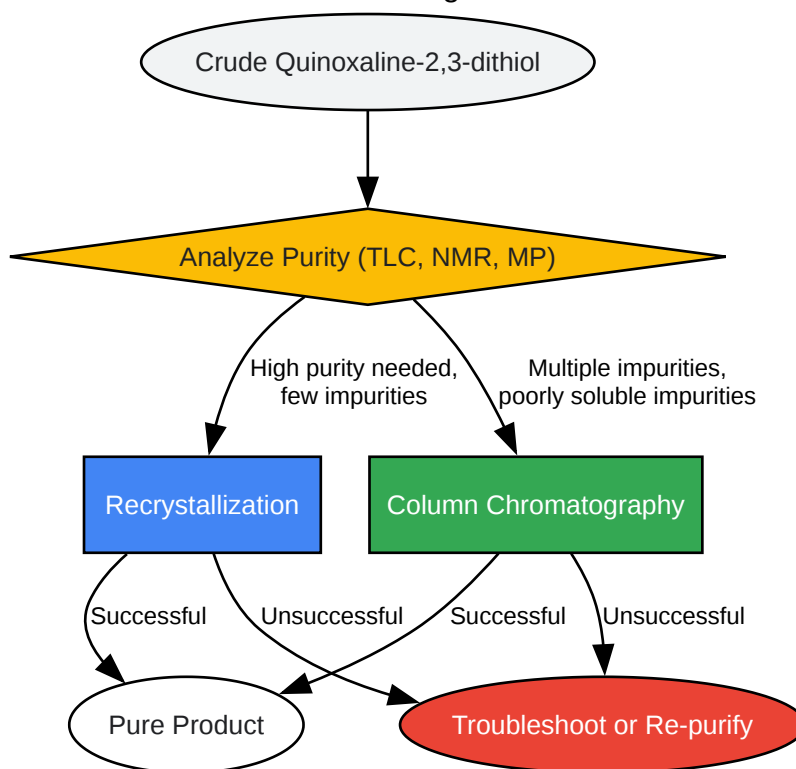 Crude Quinoxaline-2,3-dithiol
Analyze Purity (TLC, NMR, MP)
High purity needed,
few impurities
Multiple impurities,
poorly soluble impurities
Recrystallization
Column Chromatography
Successful
Unsuccessful
Successful
Unsuccessful
Pure Product
Troubleshoot or Re-purify